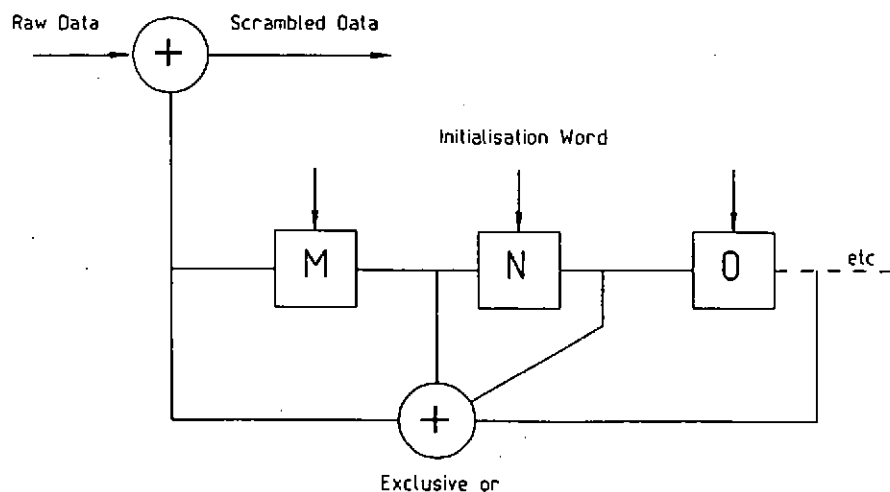 Raw Data
Scrambled Data
+
Initialisation Word
M
N
O
etc
+
Exclusive or